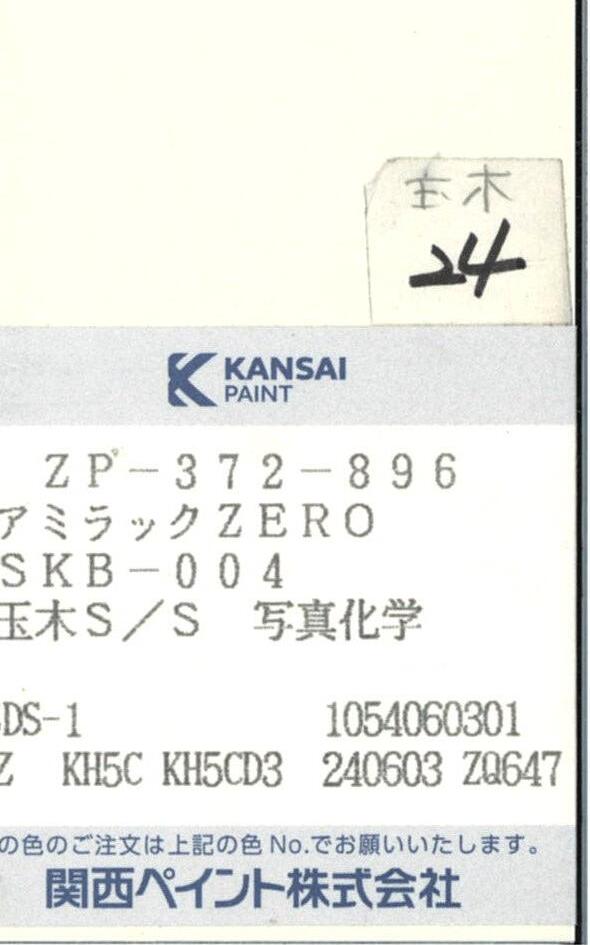 玉木
24
KANSAI
PAINT
ZP-372-896
アミラックZERO
SKB-004
玉木S/S 写真化学
DS-1 1054060301
Z KH5C KH5CD3 240603 ZQ647
の色のご注文は上記の色No.でお願いいたします。
関西ペイント株式会社